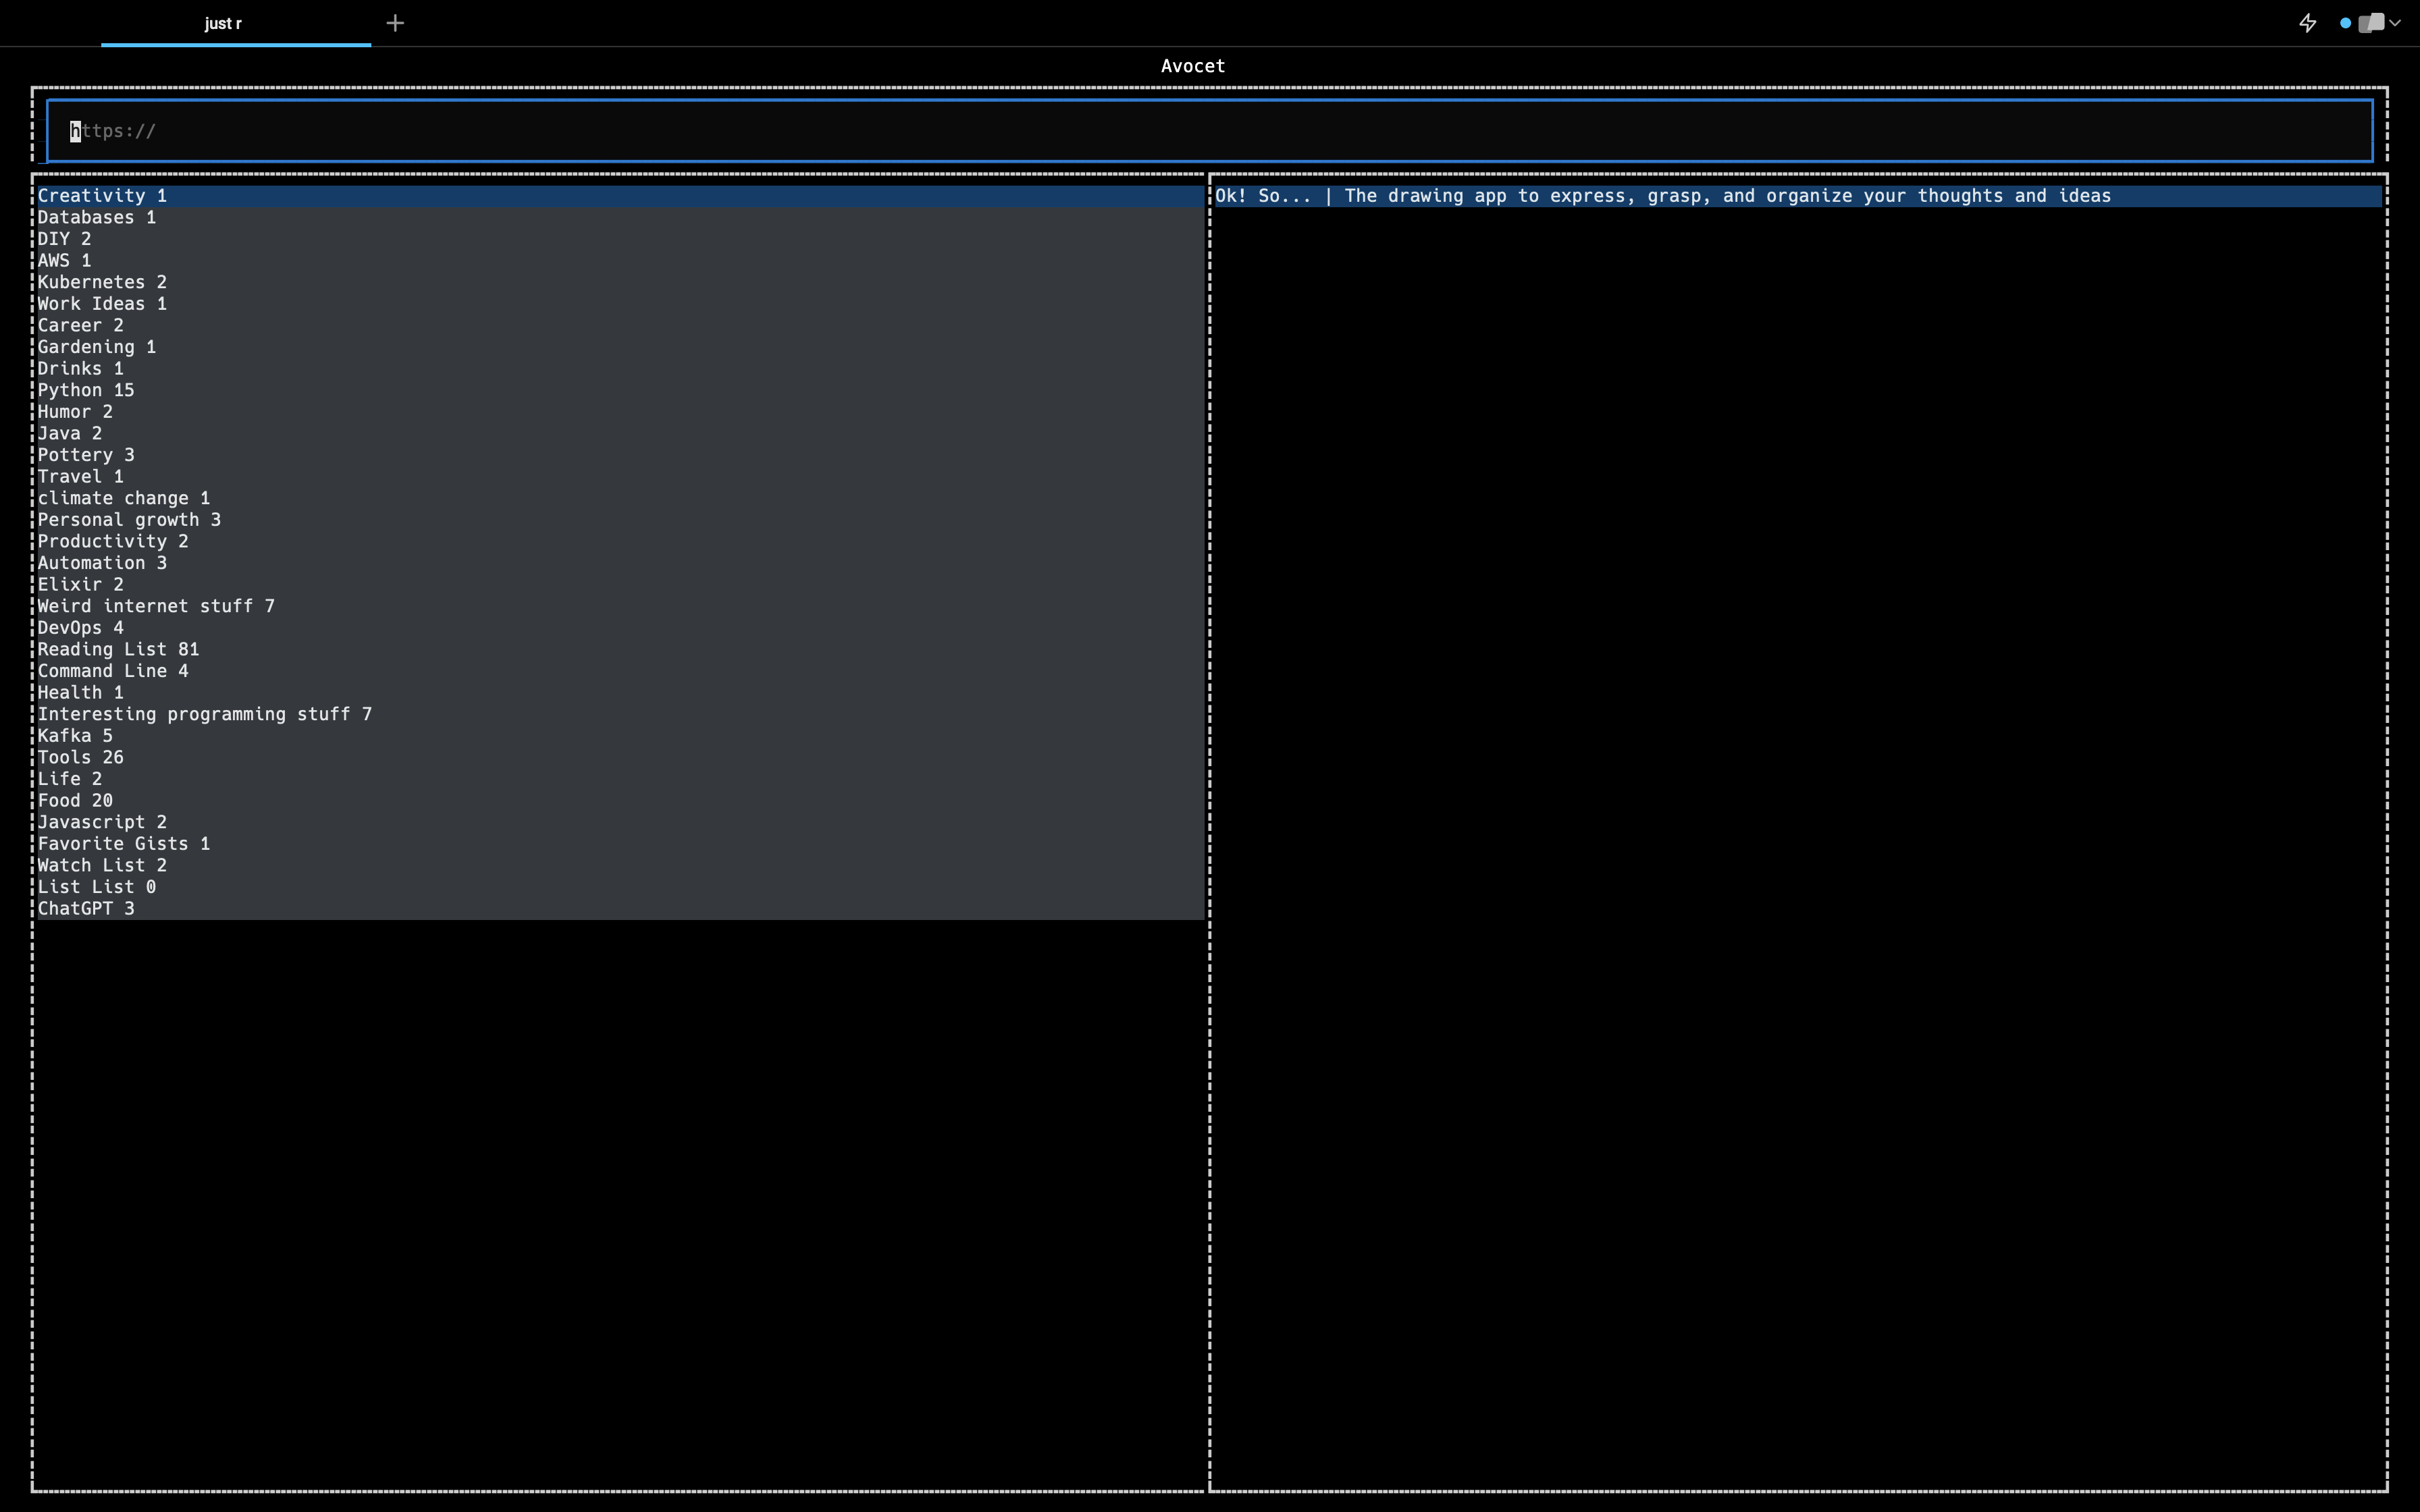 just r
Avocet
https://
Creativity 1
Databases 1
DIY 2
AWS 1
Kubernetes 2
Work Ideas 1
Career 2
Gardening 1
Drinks 1
Python 15
Humor 2
Java 2
Pottery 3
Travel 1
climate change 1
Personal growth 3
Productivity 2
Automation 3
Elixir 2
Weird internet stuff 7
DevOps 4
Reading List 81
Command Line 4
Health 1
Interesting programming stuff 7
Kafka 5
Tools 26
Life 2
Food 20
Javascript 2
Favorite Gists 1
Watch List 2
List List 0
ChatGPT 3
Ok! So... | The drawing app to express, grasp, and organize your thoughts and ideas